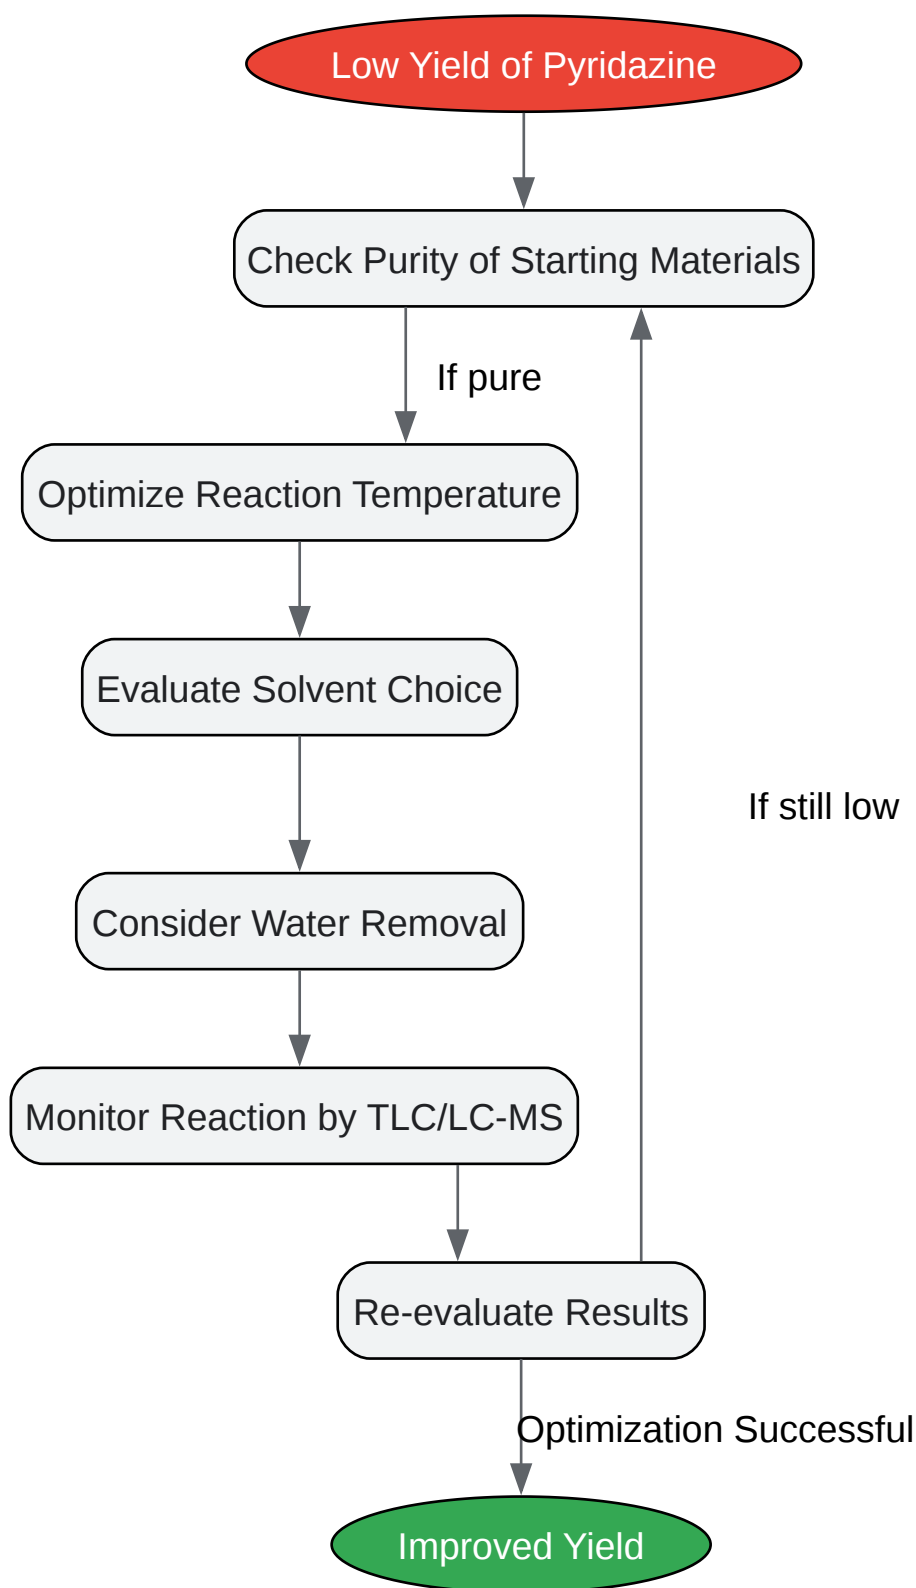 Low Yield of Pyridazine
Check Purity of Starting Materials
If pure
Optimize Reaction Temperature
Evaluate Solvent Choice
If still low
Consider Water Removal
Monitor Reaction by TLC/LC-MS
Re-evaluate Results
Optimization Successful
Improved Yield